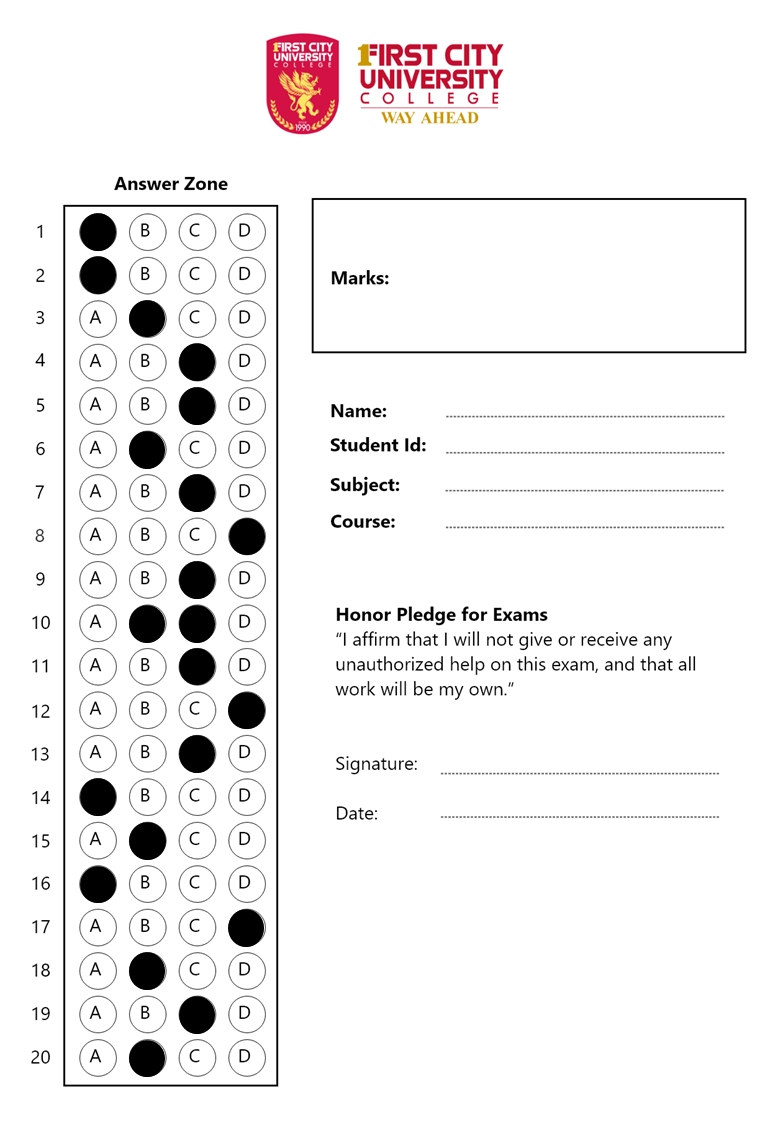 1FIRST CITY
UNIVERSITY
COLLEGE
1990
1FIRST CITY
UNIVERSITY
COLLEGE
WAY AHEAD
Answer Zone
1 B C D
2 B C D
3 A C D
4 A B D
5 A B D
6 A C D
7 A B D
8 A B C
9 A B D
10 A D
11 A B D
12 A B C
13 A B D
14 B C D
15 A C D
16 B C D
17 A B C
18 A C D
19 A B D
20 A C D
Marks:
Name:
Student Id:
Subject:
Course:
Honor Pledge for Exams
“I affirm that I will not give or receive any
unauthorized help on this exam, and that all
work will be my own.”
Signature:
Date: